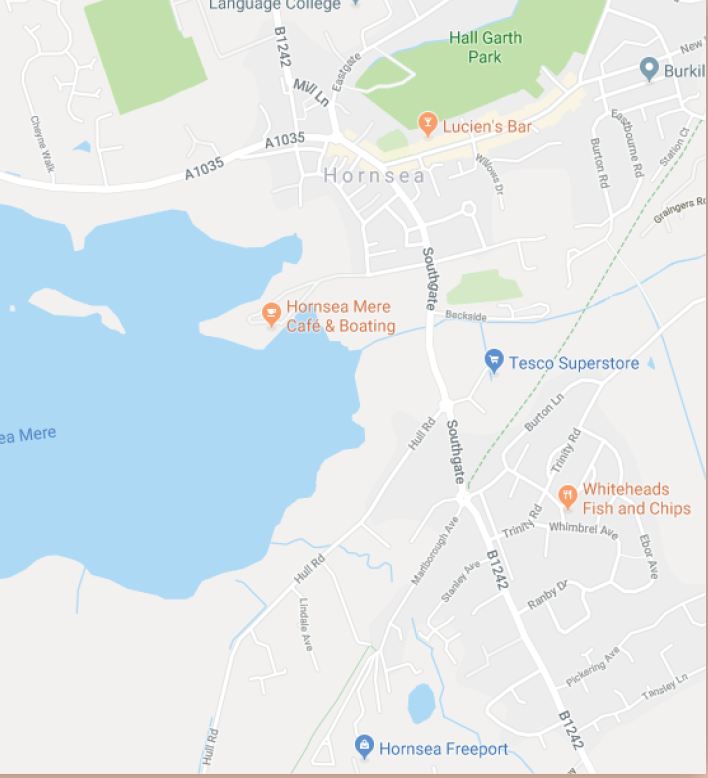 Language College
B1242
Eastgate
Mill Ln
Hall Garth
Park
New
Burkil
Lucien's Bar
Cheyne Walk
A1035
A1035
Hornsea
Willows Dr
Burton Rd
Eastbourne Rd
Station Ct
Graingers Rd
Southgate
Hornsea Mere
Café & Boating
Beckside
Tesco Superstore
ea Mere
Hull Rd
Southgate
Burton Ln
Trinity Rd
Whiteheads
Fish and Chips
Trinity Rd
Whimbrel Ave
Ebor Ave
Marlborough Ave
Stanley Ave
B1242
Ranby Dr
Hull Rd
Lindale Ave
Pickering Ave
Tansley Ln
B1242
Hull Rd
Hornsea Freeport